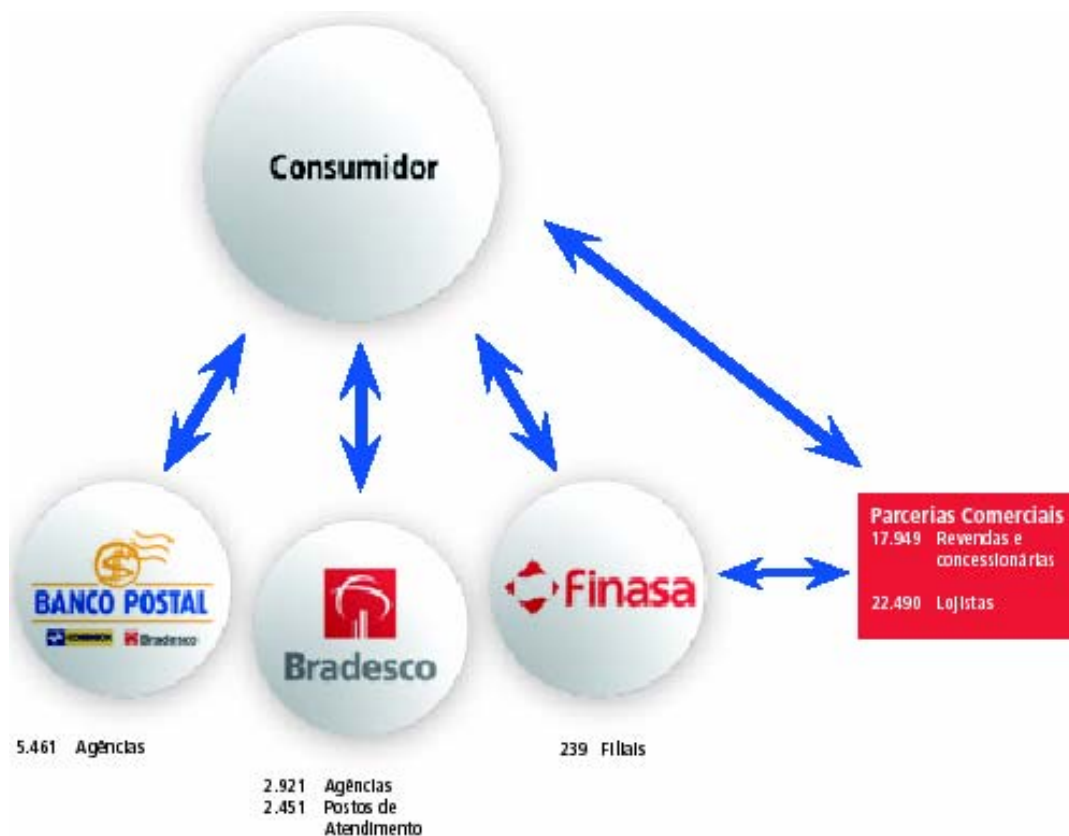 Consumidor
BANCO POSTAL
Bradesco
Bradesco
Finasa
Parcerias Comerciais
17.949 Revendas e
concessionárias
22.490 Lojistas
5.461 Agências
2.921 Agências
2.451 Postos de
Atendimento
239 Filiais